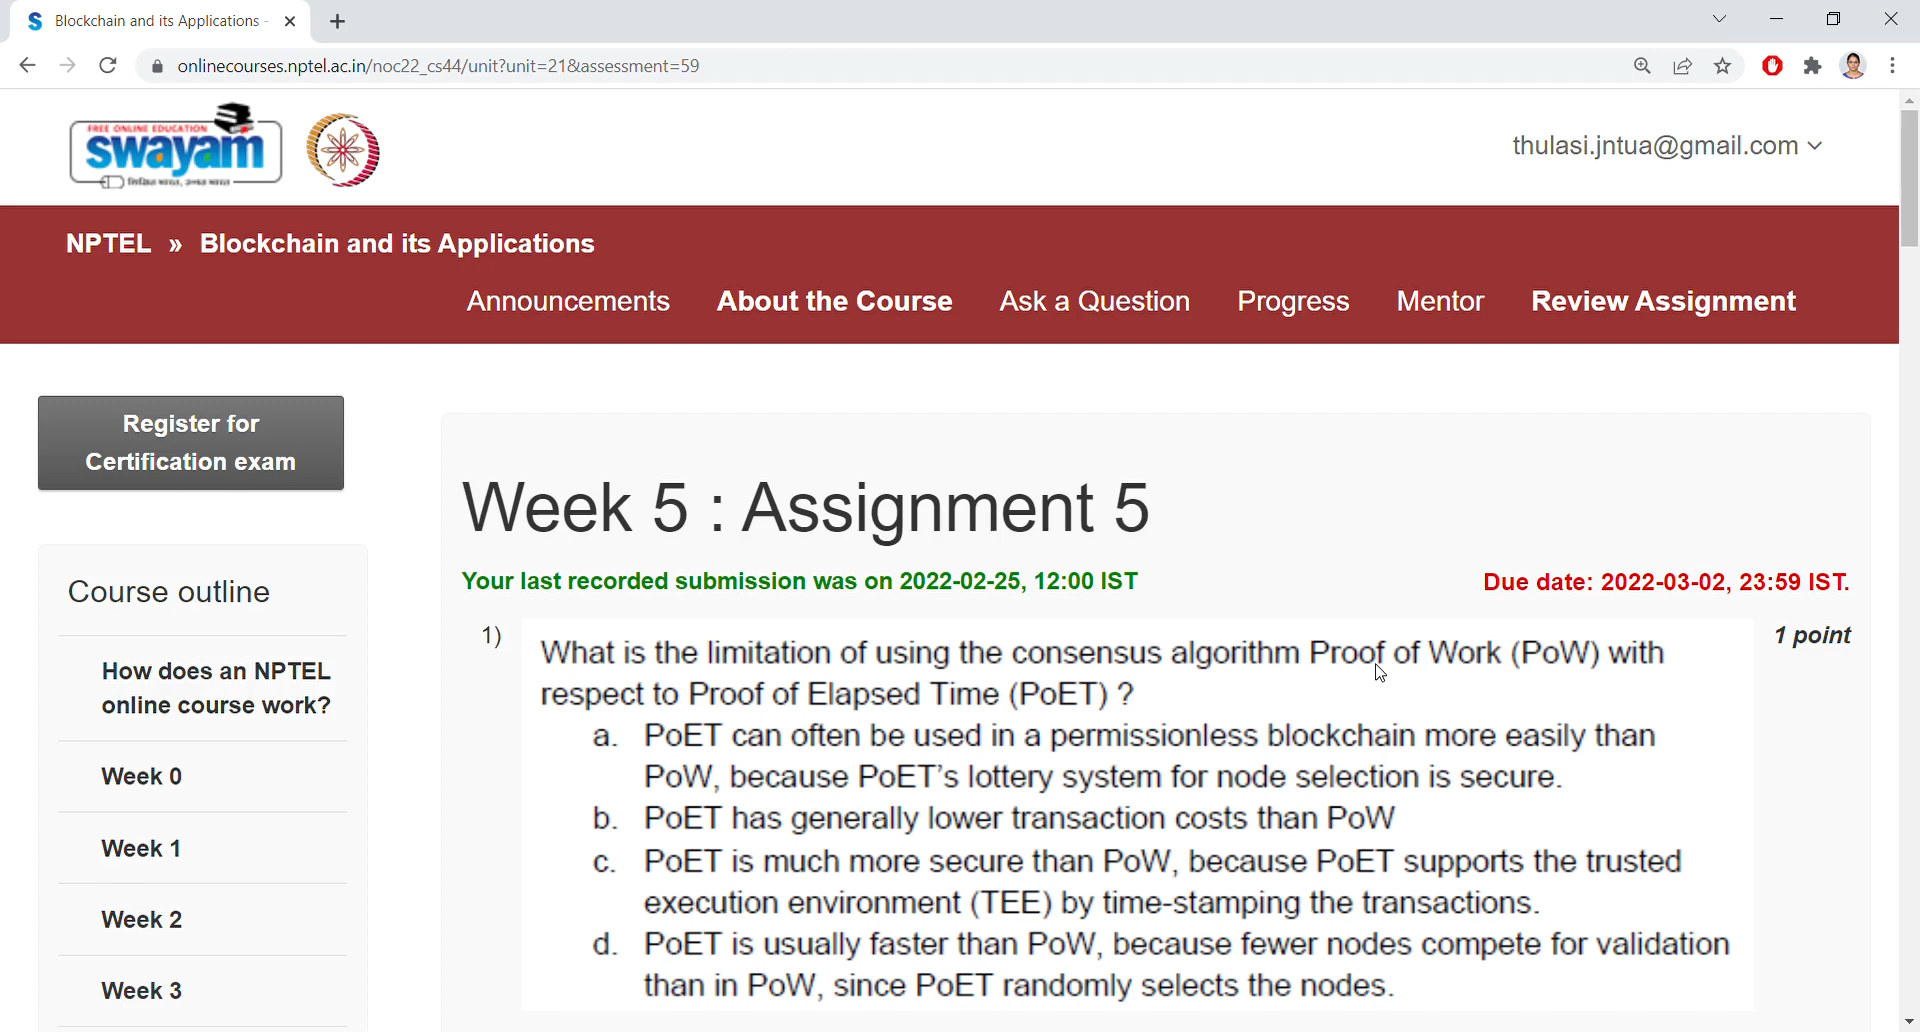 Blockchain and its Applications -
onlinecourses.nptel.ac.in/noc22_cs44/unit?unit=21&assessment=59
FREE ONLINE EDUCATION
swayam
thulasi.jntua@gmail.com
NPTEL » Blockchain and its Applications
Announcements About the Course Ask a Question Progress Mentor Review Assignment
Register for
Certification exam
Course outline
How does an NPTEL
online course work?
Week 0
Week 1
Week 2
Week 3
Week 5 : Assignment 5
Your last recorded submission was on 2022-02-25, 12:00 IST Due date: 2022-03-02, 23:59 IST.
1) 1 point
What is the limitation of using the consensus algorithm Proof of Work (PoW) with
respect to Proof of Elapsed Time (PoET) ?
a. PoET can often be used in a permissionless blockchain more easily than
PoW, because PoET's lottery system for node selection is secure.
b. PoET has generally lower transaction costs than PoW
c. PoET is much more secure than PoW, because PoET supports the trusted
execution environment (TEE) by time-stamping the transactions.
d. PoET is usually faster than PoW, because fewer nodes compete for validation
than in PoW, since PoET randomly selects the nodes.